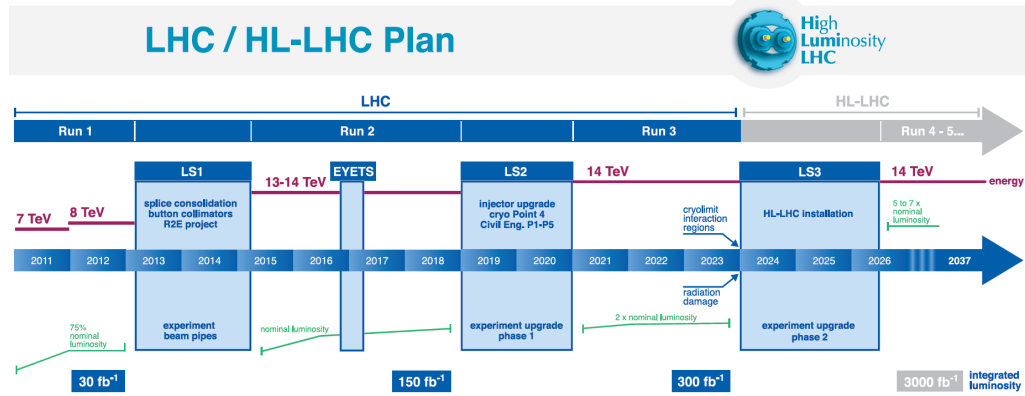 LHC / HL-LHC Plan
High
Luminosity
LHC
LHC
HL-LHC
Run 1
Run 2
Run 3
Run 4 - 5...
LS1
EYETS
LS2
LS3
13-14 TeV
14 TeV
14 TeV
energy
7 TeV
8 TeV
splice consolidation
button collimators
R2E project
injector upgrade
cryo Point 4
Civil Eng. P1-P5
cryolimit
interaction
regions
HL-LHC installation
5 to 7 x
nominal
luminosity
2011
2012
2013
2014
2015
2016
2017
2018
2019
2020
2021
2022
2023
2024
2025
2026
2037
radiation
damage
75%
nominal
luminosity
experiment
beam pipes
nominal luminosity
experiment upgrade
phase 1
2 x nominal luminosity
experiment upgrade
phase 2
30 fb⁻¹
150 fb⁻¹
300 fb⁻¹
3000 fb⁻¹
integrated
luminosity